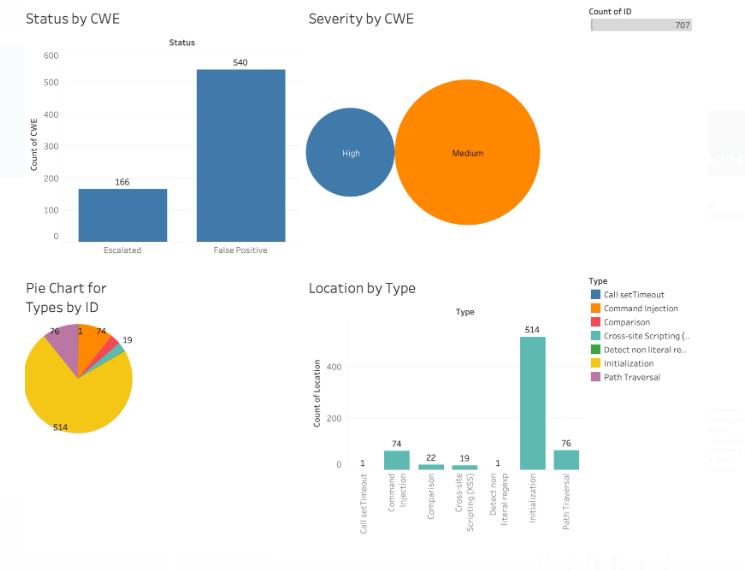 Status by CWE
Status
600
500
400
300
200
100
0
Count of CWE
166
540
Escalated
False Positive
Severity by CWE
High
Medium
Count of ID
707
Pie Chart for
Types by ID
76
1
74
19
514
Location by Type
Type
Count of Location
400
200
0
1
74
22
19
1
514
76
Call setTimeout
Command
Injection
Comparison
Cross-site
Scripting (XSS)
Detect non
literal regexp
Initialization
Path Traversal
Type
Call setTimeout
Command Injection
Comparison
Cross-site Scripting (..
Detect non literal re..
Initialization
Path Traversal